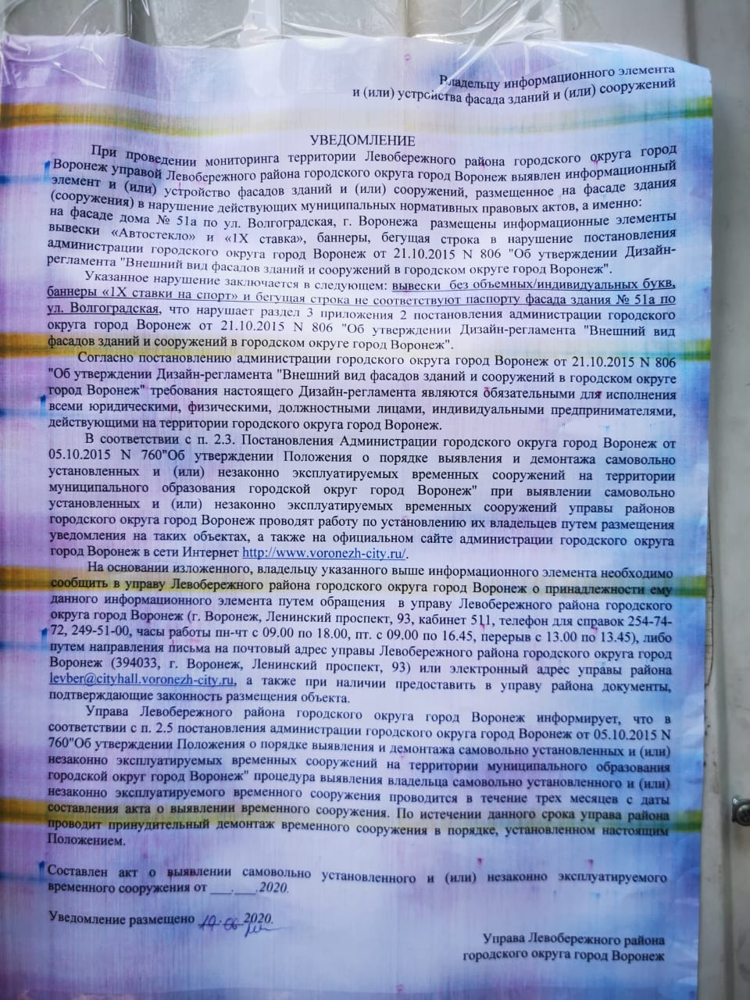 Владельцу информационного элемента
и (или) устройства фасада зданий и (или) сооружений
УВЕДОМЛЕНИЕ
При проведении мониторинга территории Левобережного района городского округа город
Воронеж управой Левобережного района городского округа город Воронеж выявлен информационный
элемент и (или) устройство фасадов зданий и (или) сооружений, размещенное на фасаде здания
(сооружения) в нарушение действующих муниципальных нормативных правовых актов, а именно:
на фасаде дома № 51а по ул. Волгоградская, г. Воронежа размещены информационные элементы
вывески «Автостекло» и «1Х ставка», баннеры, бегущая строка в нарушение постановления
администрации городского округа город Воронеж от 21.10.2015 N 806 "Об утверждении Дизайн-
регламента "Внешний вид фасадов зданий и сооружений в городском округе город Воронеж".
Указанное нарушение заключается в следующем: вывески без объемных/индивидуальных букв,
баннеры «1Х ставки на спорт» и бегущая строка не соответствуют паспорту фасада здания № 51а по
ул. Волгоградская, что нарушает раздел 3 приложения 2 постановления администрации городского
округа город Воронеж от 21.10.2015 N 806 "Об утверждении Дизайн-регламента "Внешний вид
фасадов зданий и сооружений в городском округе город Воронеж".
Согласно постановлению администрации городского округа город Воронеж от 21.10.2015 N 806
"Об утверждении Дизайн-регламента "Внешний вид фасадов зданий и сооружений в городском округе
город Воронеж" требования настоящего Дизайн-регламента являются обязательными для исполнения
всеми юридическими, физическими, должностными лицами, индивидуальными предпринимателями,
действующими на территории городского округа город Воронеж.
В соответствии с п. 2.3. Постановления Администрации городского округа город Воронеж от
05.10.2015 N 760"Об утверждении Положения о порядке выявления и демонтажа самовольно
установленных и (или) незаконно эксплуатируемых временных сооружений на территории
муниципального образования городской округ город Воронеж" при выявлении самовольно
установленных и (или) незаконно эксплуатируемых временных сооружений управы районов
городского округа город Воронеж проводят работу по установлению их владельцев путем размещения
уведомления на таких объектах, а также на официальном сайте администрации городского округа
город Воронеж в сети Интернет http://www.voronezh-city.ru/.
На основании изложенного, владельцу указанного выше информационного элемента необходимо
сообщить в управу Левобережного района городского округа город Воронеж о принадлежности ему
данного информационного элемента путем обращения в управу Левобережного района городского
округа город Воронеж (г. Воронеж, Ленинский проспект, 93, кабинет 511, телефон для справок 254-74-
72, 249-51-00, часы работы пн-чт с 09.00 по 18.00, пт. с 09.00 по 16.45, перерыв с 13.00 по 13.45), либо
путем направления письма на почтовый адрес управы Левобережного района городского округа город
Воронеж (394033, г. Воронеж, Ленинский проспект, 93) или электронный адрес управы района
levber@cityhall.voronezh-city.ru, а также при наличии предоставить в управу района документы,
подтверждающие законность размещения объекта.
Управа Левобережного района городского округа город Воронеж информирует, что в
соответствии с п. 2.5 постановления администрации городского округа город Воронеж от 05.10.2015 N
760"Об утверждении Положения о порядке выявления и демонтажа самовольно установленных и (или)
незаконно эксплуатируемых временных сооружений на территории муниципального образования
городской округ город Воронеж" процедура выявления владельца самовольно установленного и (или)
незаконно эксплуатируемого временного сооружения проводится в течение трех месяцев с даты
составления акта о выявлении временного сооружения. По истечении данного срока управа района
проводит принудительный демонтаж временного сооружения в порядке, установленном настоящим
Положением.
Составлен акт о выявлении самовольно установленного и (или) незаконно эксплуатируемого
временного сооружения от ___.___.2020.
Уведомление размещено 2020.
Управа Левобережного района
городского округа город Воронеж